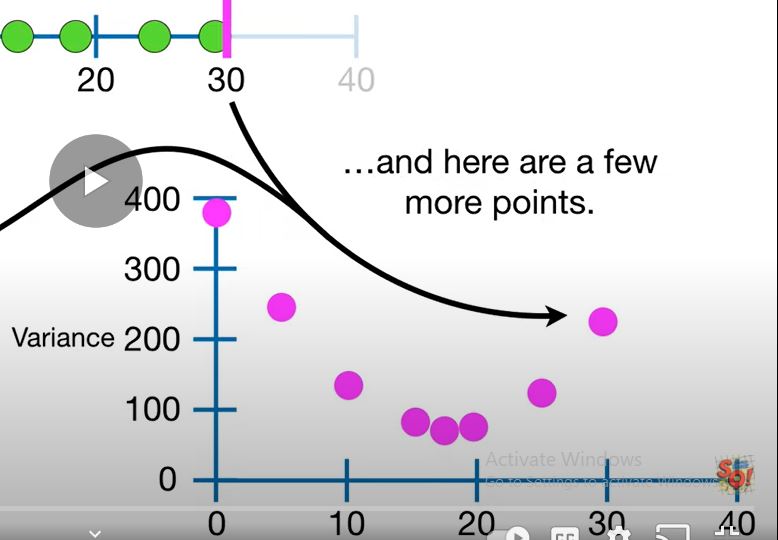 20 30 40
…and here are a few
more points.
400
300
Variance 200
100
0
Activate Windows
Go to Settings to activate Windows.
0 10 20 30 40